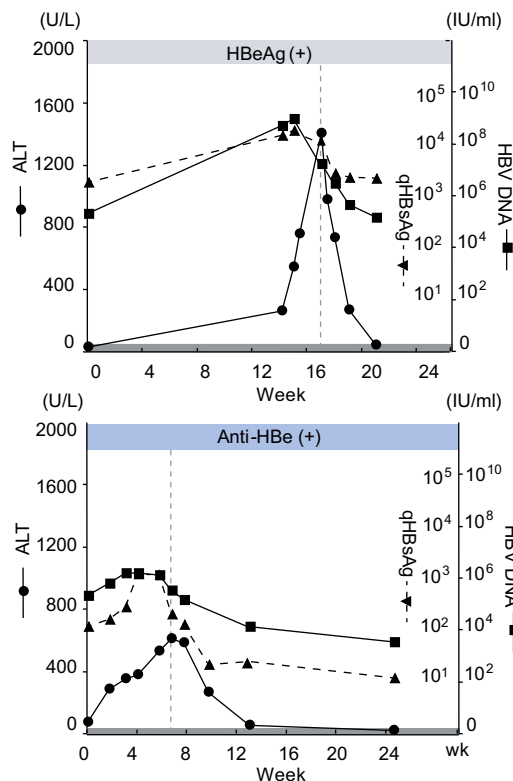 (U/L)
(IU/ml)
2000
HBeAg (+)
1600
10⁵
10¹⁰
1200
10⁴
10⁸
ALT
10³
10⁶
qHBsAg
HBV DNA
800
10²
10⁴
400
10¹
10²
0
0
0 4 8 12 16 20 24
(U/L)
Week
(IU/ml)
2000
Anti-HBe (+)
1600
10⁵
10¹⁰
1200
10⁴
10⁸
ALT
qHBsAg
HBV DNA
10³
10⁶
800
10²
10⁴
400
10¹
10²
0
0
0 4 8 12 16 20 24 wk
Week